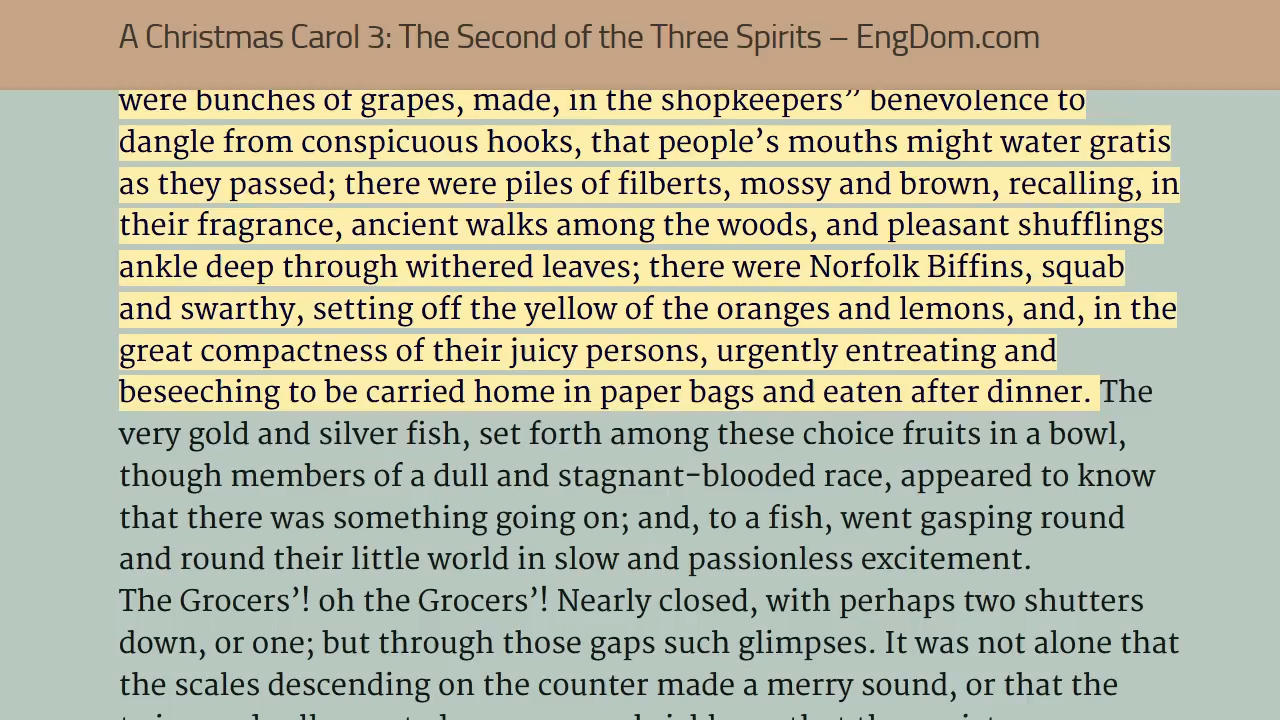 A Christmas Carol 3: The Second of the Three Spirits – EngDom.com
were bunches of grapes, made, in the shopkeepers” benevolence to
dangle from conspicuous hooks, that people’s mouths might water gratis
as they passed; there were piles of filberts, mossy and brown, recalling, in
their fragrance, ancient walks among the woods, and pleasant shufflings
ankle deep through withered leaves; there were Norfolk Biffins, squab
and swarthy, setting off the yellow of the oranges and lemons, and, in the
great compactness of their juicy persons, urgently entreating and
beseeching to be carried home in paper bags and eaten after dinner. The
very gold and silver fish, set forth among these choice fruits in a bowl,
though members of a dull and stagnant-blooded race, appeared to know
that there was something going on; and, to a fish, went gasping round
and round their little world in slow and passionless excitement.
The Grocers’! oh the Grocers’! Nearly closed, with perhaps two shutters
down, or one; but through those gaps such glimpses. It was not alone that
the scales descending on the counter made a merry sound, or that the